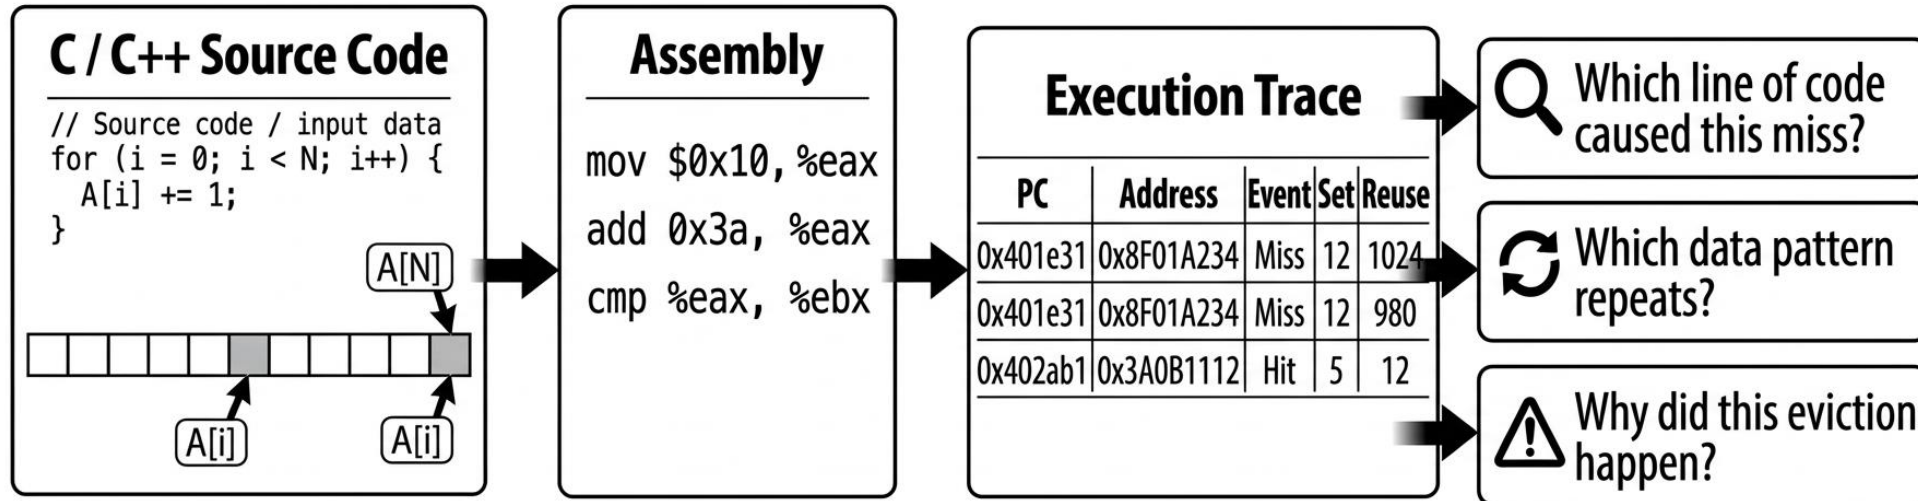 C / C++ Source Code
// Source code / input data
for (i = 0; i < N; i++) {
  A[i] += 1;
}
A[N]
A[i]
A[i]
Assembly
mov $0x10, %eax
add 0x3a, %eax
cmp %eax, %ebx
Execution Trace
PC Address Event Set Reuse
0x401e31 0x8F01A234 Miss 12 1024
0x401e31 0x8F01A234 Miss 12 980
0x402ab1 0x3A0B1112 Hit 5 12
Which line of code
caused this miss?
Which data pattern
repeats?
Why did this eviction
happen?